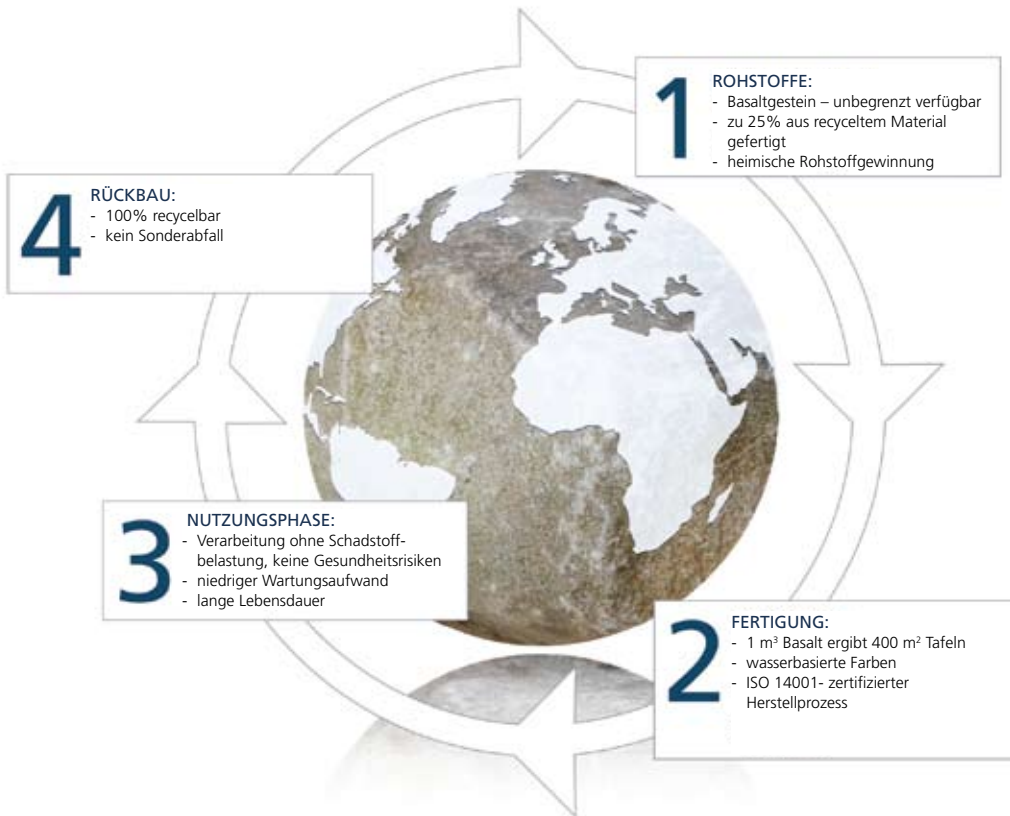 1
ROHSTOFFE:
- Basaltgestein – unbegrenzt verfügbar
- zu 25% aus recyceltem Material
gefertigt
- heimische Rohstoffgewinnung
2
FERTIGUNG:
- 1 m³ Basalt ergibt 400 m² Tafeln
- wasserbasierte Farben
- ISO 14001- zertifizierter
Herstellprozess
3
NUTZUNGSPHASE:
- Verarbeitung ohne Schadstoff-
belastung, keine Gesundheitsrisiken
- niedriger Wartungsaufwand
- lange Lebensdauer
4
RÜCKBAU:
- 100% recycelbar
- kein Sonderabfall